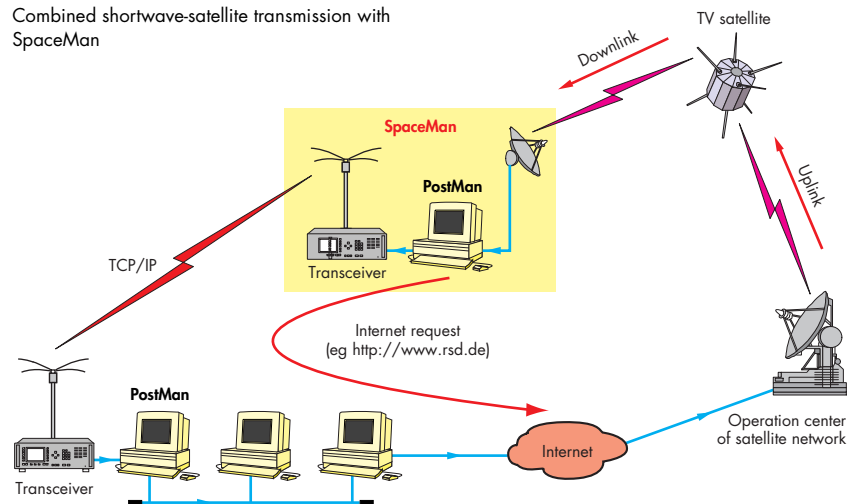 Combined shortwave-satellite transmission with
SpaceMan
TV satellite
Downlink
SpaceMan
PostMan
Uplink
TCP/IP
Transceiver
Internet request
(eg http://www.rsd.de)
PostMan
Internet
Operation center
of satellite network
Transceiver